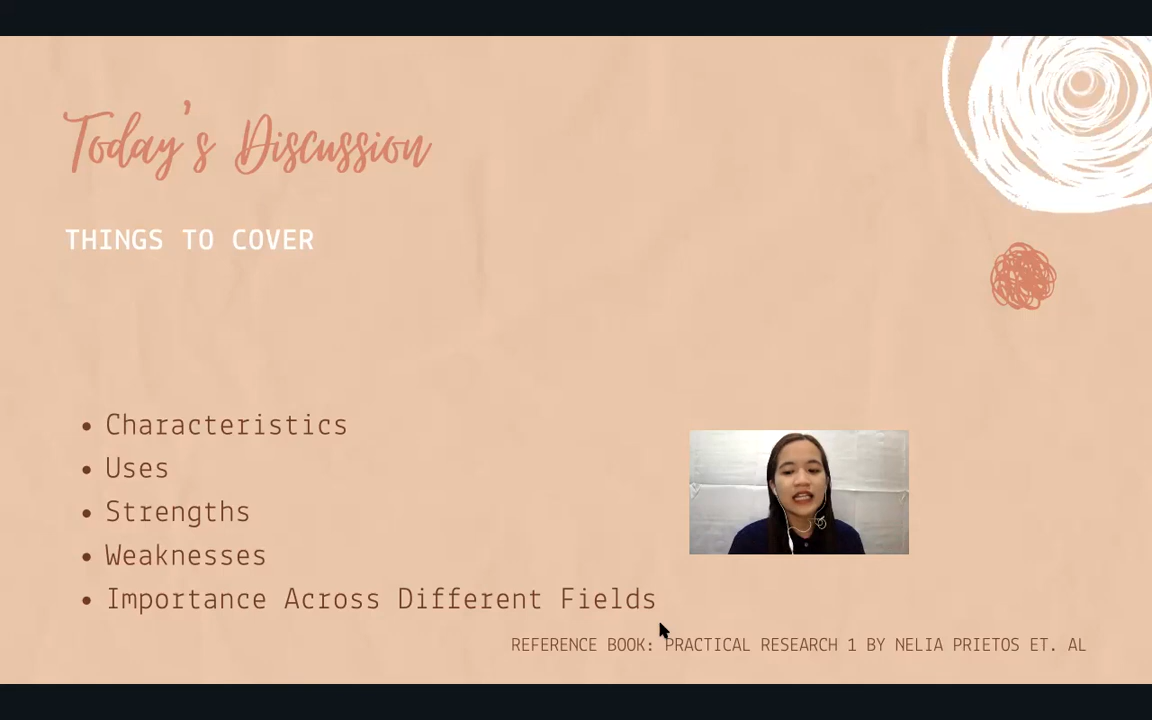 Today's Discussion
THINGS TO COVER
• Characteristics
• Uses
• Strengths
• Weaknesses
• Importance Across Different Fields
REFERENCE BOOK: PRACTICAL RESEARCH 1 BY NELIA PRIETOS ET. AL